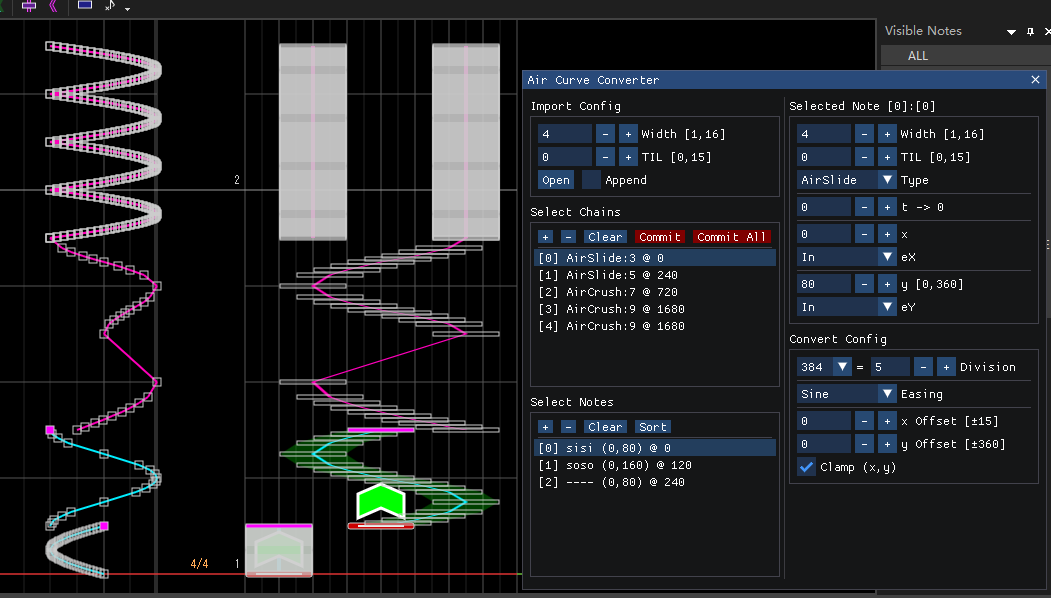 Visible Notes
ALL
Air Curve Converter
Import Config
4 - + Width [1,16]
0 - + TIL [0,15]
Open Append
Select Chains
+ - Clear Commit Commit All
[0] AirSlide:3 @ 0
[1] AirSlide:5 @ 240
[2] AirCrush:7 @ 720
[3] AirCrush:9 @ 1680
[4] AirCrush:9 @ 1680
Select Notes
+ - Clear Sort
[0] sisi (0,80) @ 0
[1] soso (0,160) @ 120
[2] ---- (0,80) @ 240
Selected Note [0]:[0]
4 - + Width [1,16]
0 - + TIL [0,15]
AirSlide Type
0 - + t -> 0
0 - + x
In eX
80 - + y [0,360]
In eY
Convert Config
384 = 5 - + Division
Sine Easing
0 - + x Offset [±15]
0 - + y Offset [±360]
Clamp (x,y)
2
4/4 1